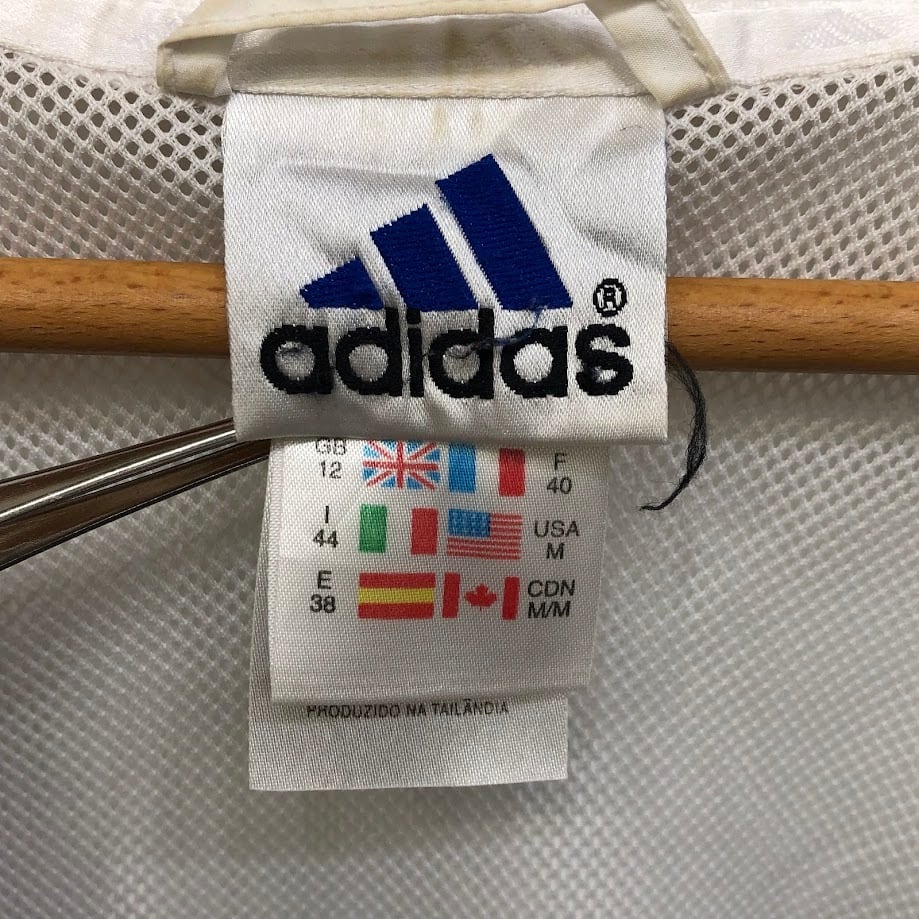 adidas®
GB
12
F
40
I
44
USA
M
E
38
CDN
M/M
PRODUZIDO NA TAILÂNDIA